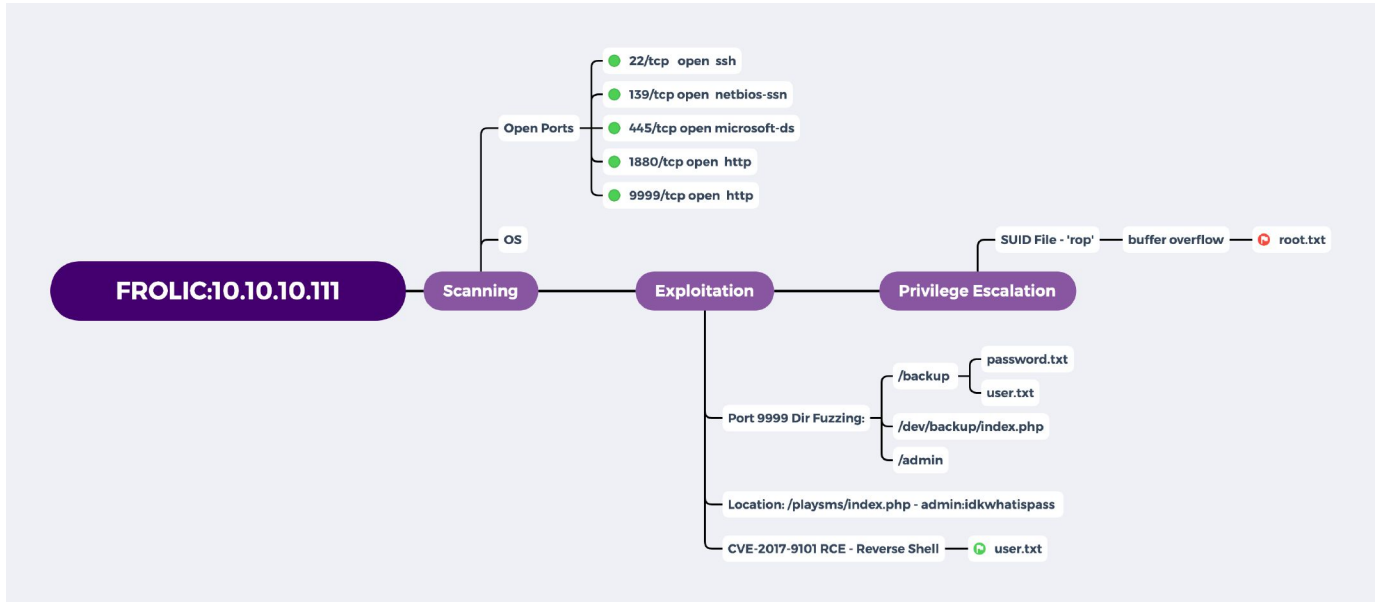 FROLIC:10.10.10.111
Scanning
Open Ports
22/tcp open ssh
139/tcp open netbios-ssn
445/tcp open microsoft-ds
1880/tcp open http
9999/tcp open http
OS
Exploitation
Port 9999 Dir Fuzzing:
/backup
password.txt
user.txt
/dev/backup/index.php
/admin
Location: /playsms/index.php - admin:idkwhatispass
CVE-2017-9101 RCE - Reverse Shell
user.txt
Privilege Escalation
SUID File - 'rop'
buffer overflow
root.txt